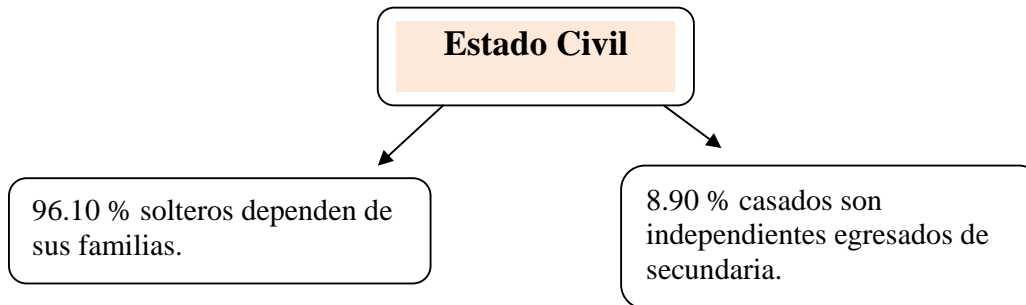 Estado Civil
96.10 % solteros dependen de
sus familias.
8.90 % casados son
independientes egresados de
secundaria.